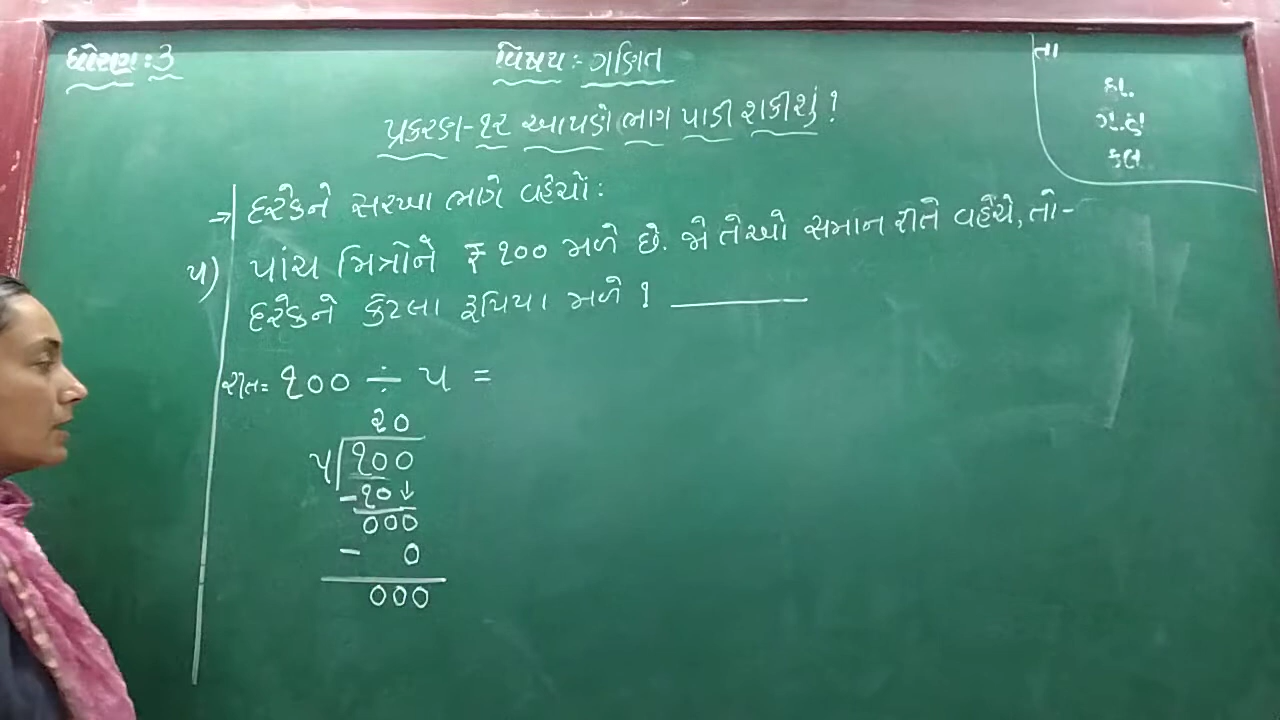 ધોરણ : 3
વિષય :- ગણિત
તા
પ્રકરણ-૧૨ આપણે ભાગ પાડી શકીશું ?
→ દરેકને સરખા ભાગે વહેંચો :
૫) પાંચ મિત્રોને ₹ ૧૦૦ મળે છે. જો તેઓ સમાન રીતે વહેંચે, તો-
દરેકને કેટલા રૂપિયા મળે ? ______
રીત= ૧૦૦ ÷ ૫ =
૨૦
૫ ૧૦૦
-૧૦↓
૦૦૦
- ૦
૦૦૦